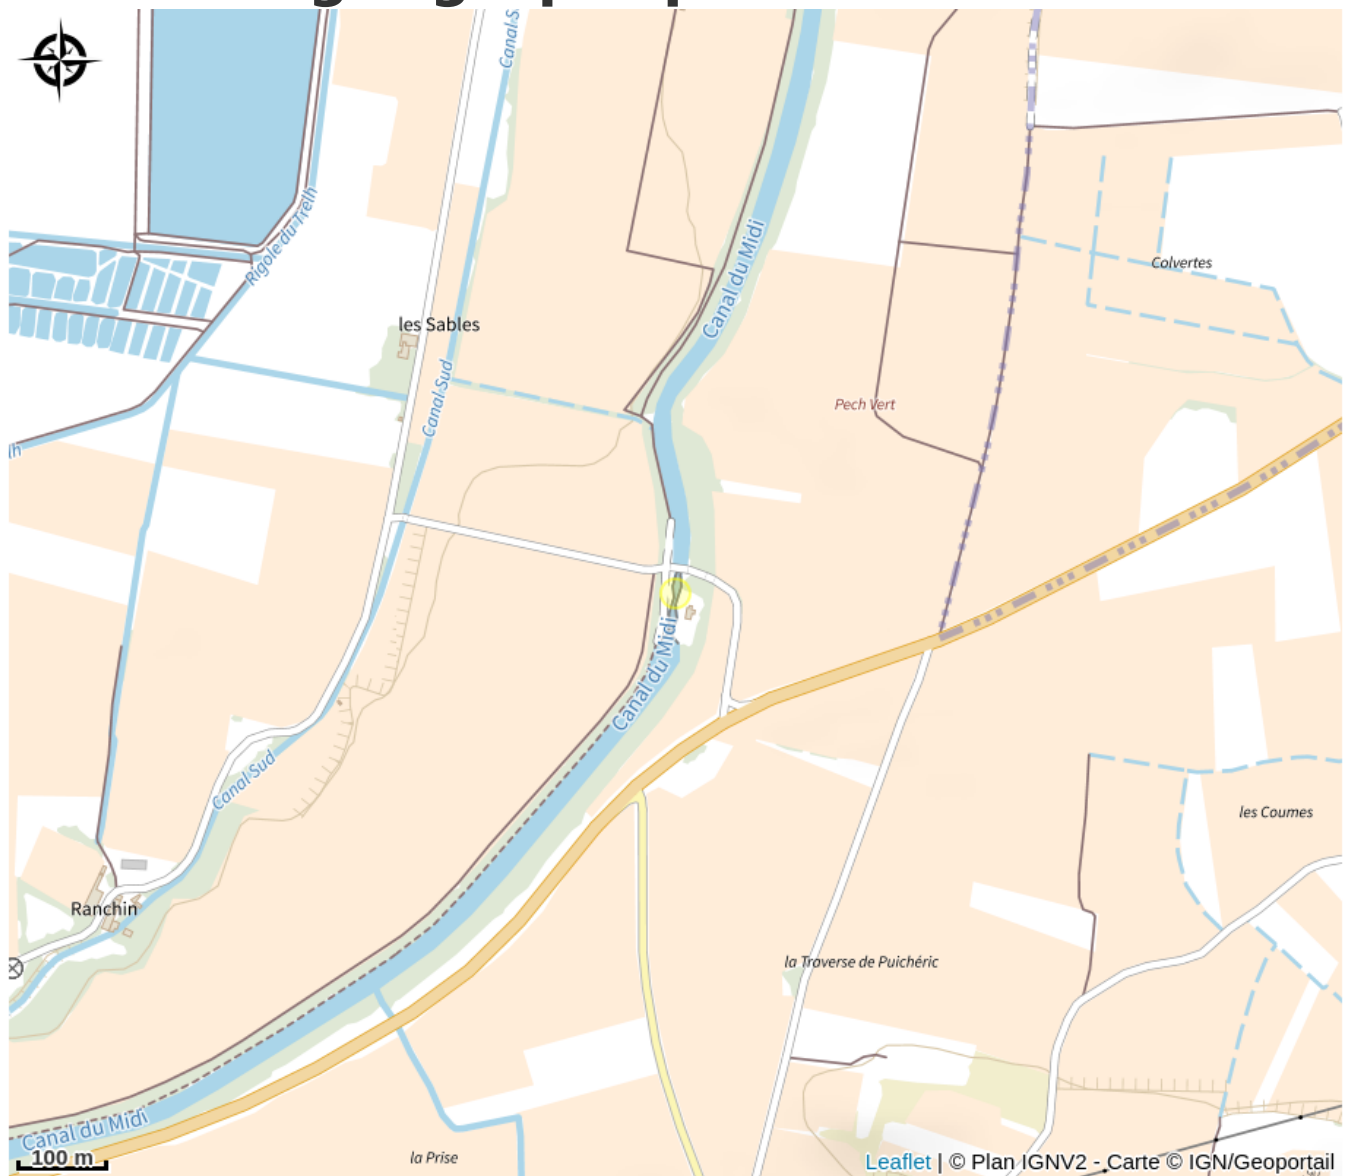 Canal S
Rigole du Trelh
Canal du Midi
Colvertes
les Sables
Canal Sud
Pech Vert
lh
Canal du Midi
Canal Sud
les Coumes
Ranchin
la Traverse de Puichéric
Canal du Midi
100 m
la Prise
Leaflet | © Plan IGNV2 - Carte © IGN/Geoportail